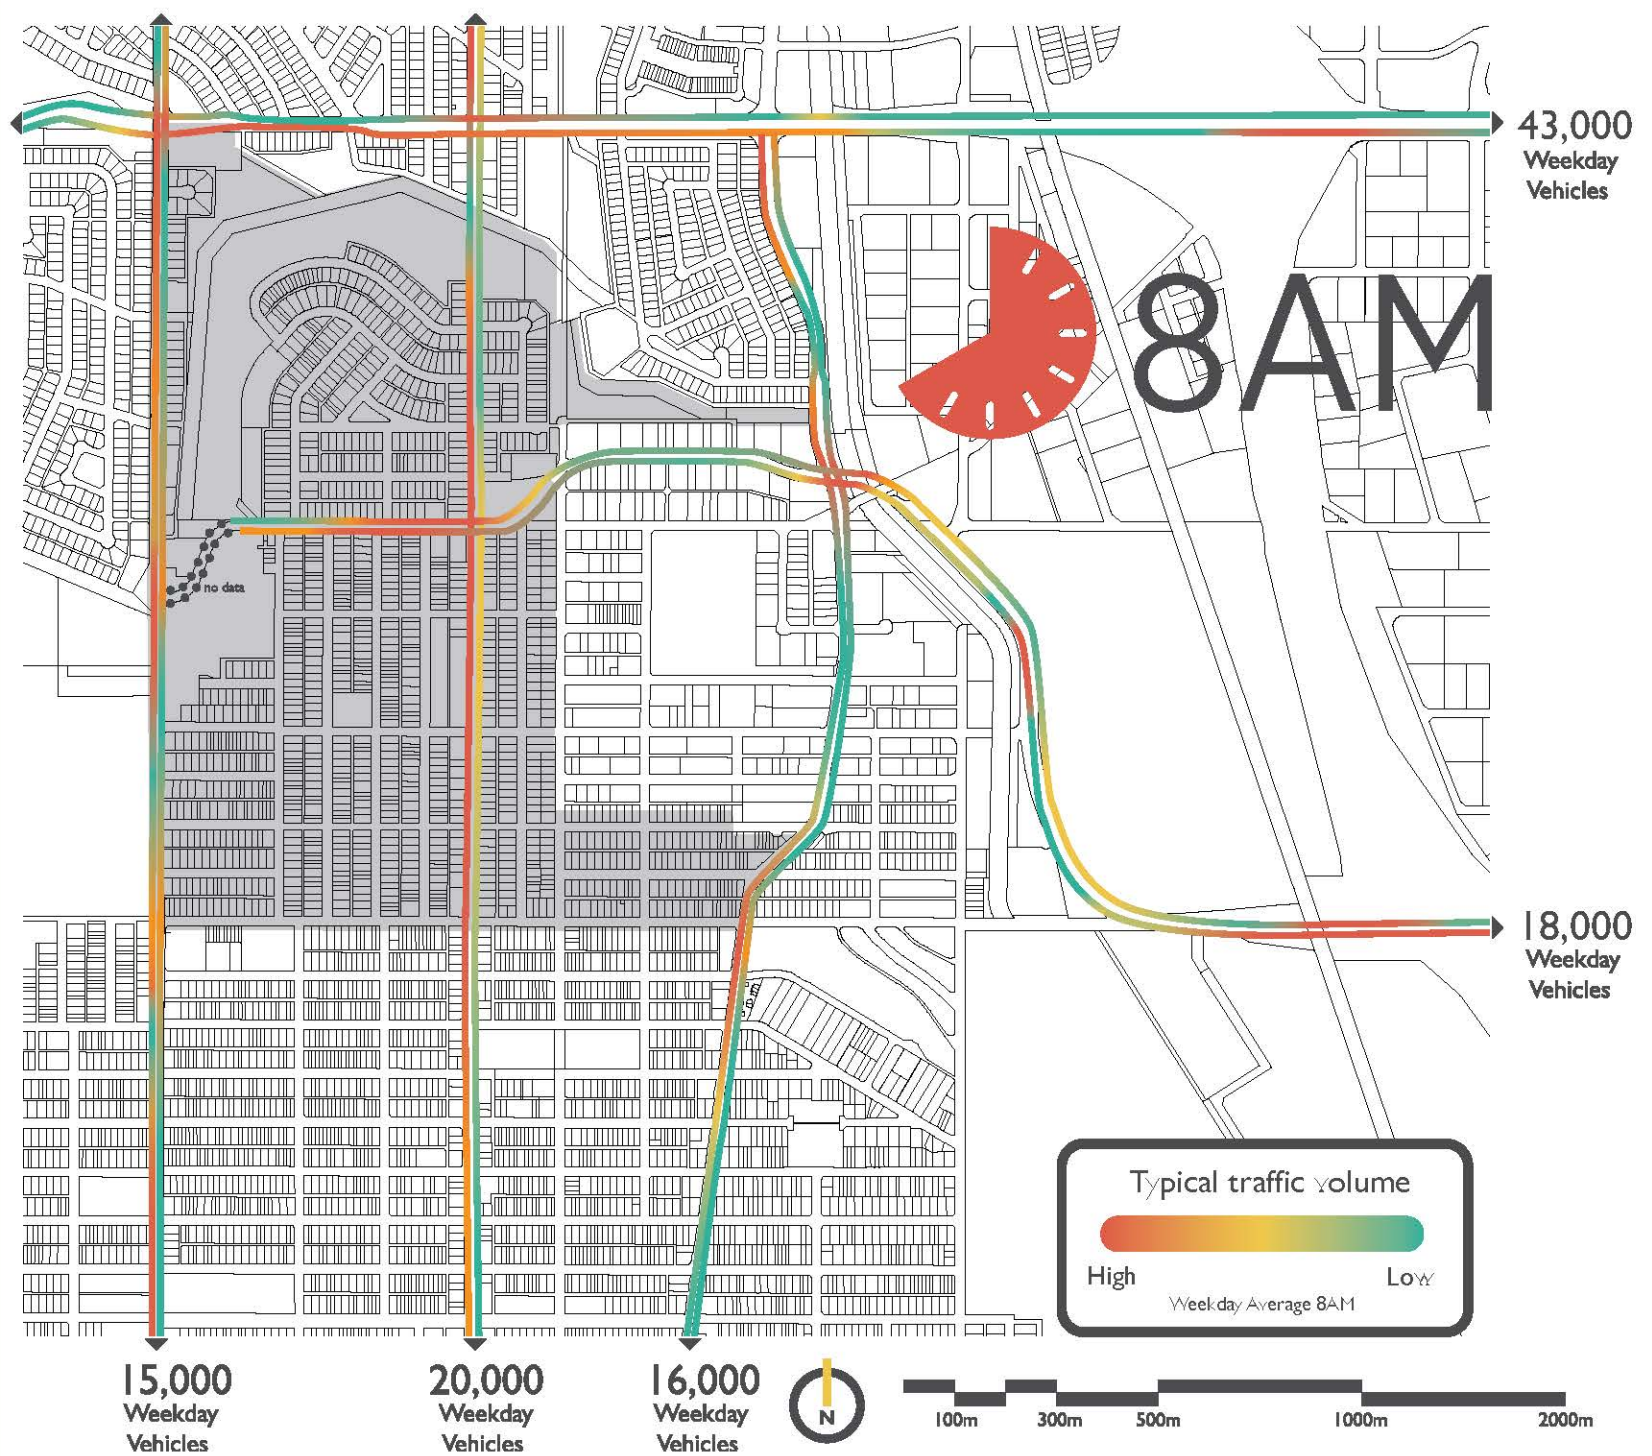 43,000
Weekday
Vehicles
8AM
no data
18,000
Weekday
Vehicles
Typical traffic volume
High Low
Weekday Average 8AM
15,000
Weekday
Vehicles
20,000
Weekday
Vehicles
16,000
Weekday
Vehicles
N
100m 300m 500m 1000m 2000m